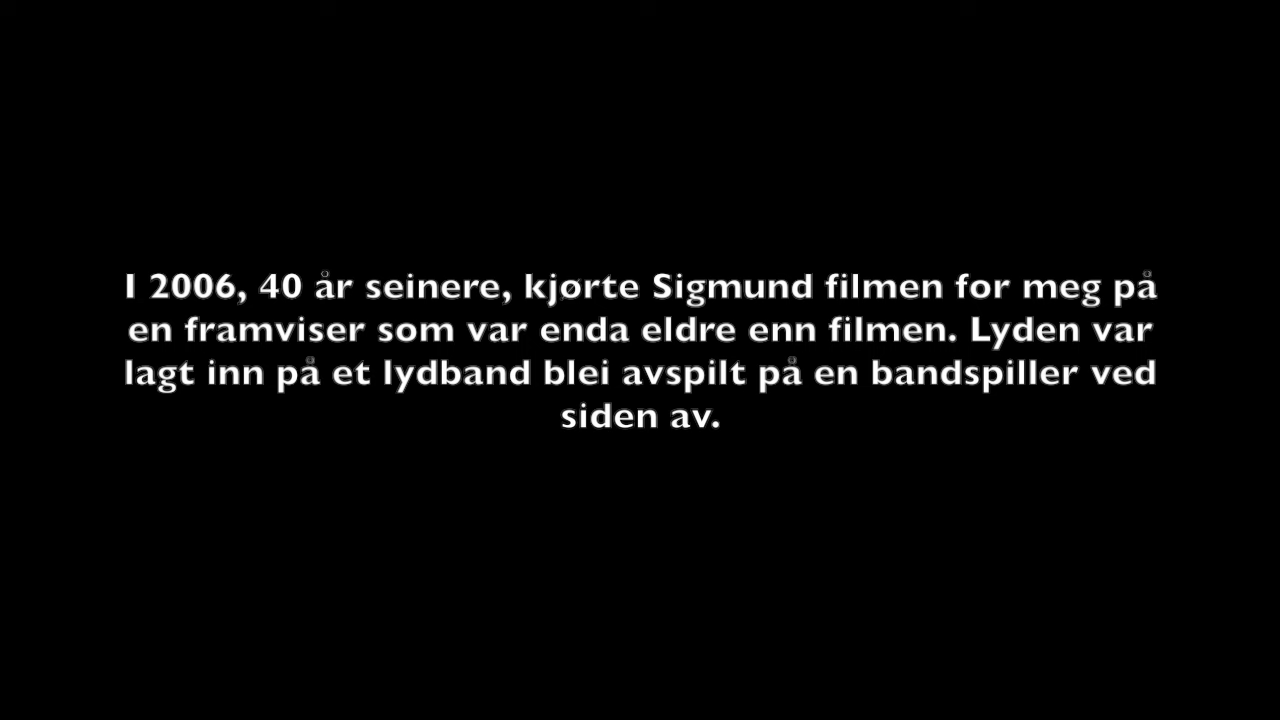 I 2006, 40 år seinere, kjørte Sigmund filmen for meg på
en framviser som var enda eldre enn filmen. Lyden var
lagt inn på et lydband blei avspilt på en bandspiller ved
siden av.